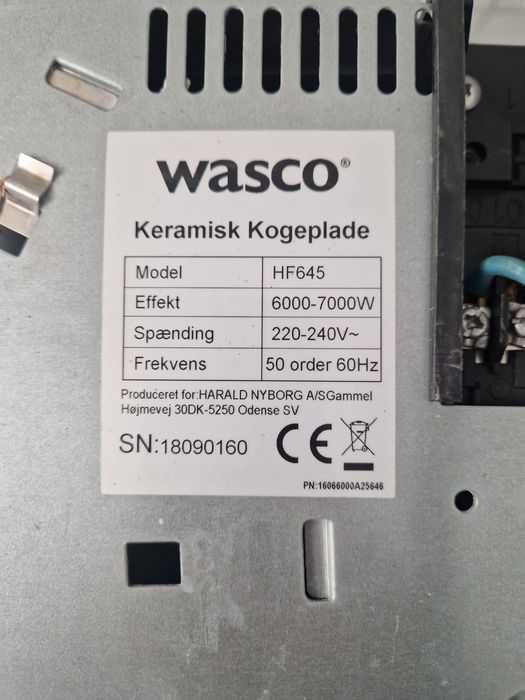 wasco®
Keramisk Kogeplade
Model HF645
Effekt 6000-7000W
Spænding 220-240V~
Frekvens 50 order 60Hz
Produceret for:HARALD NYBORG A/SGammel
Højmevej 30DK-5250 Odense SV
SN:18090160 CE
PN:16066000A25646